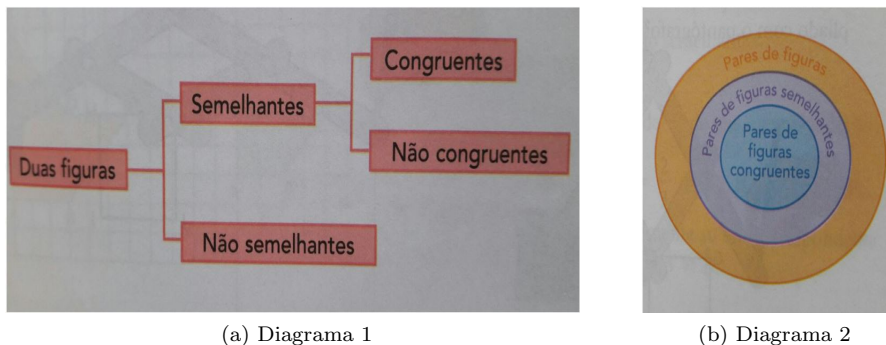 Duas figuras
Semelhantes
Não semelhantes
Congruentes
Não congruentes
(a) Diagrama 1
Pares de figuras
Pares de figuras semelhantes
Pares de
figuras
congruentes
(b) Diagrama 2